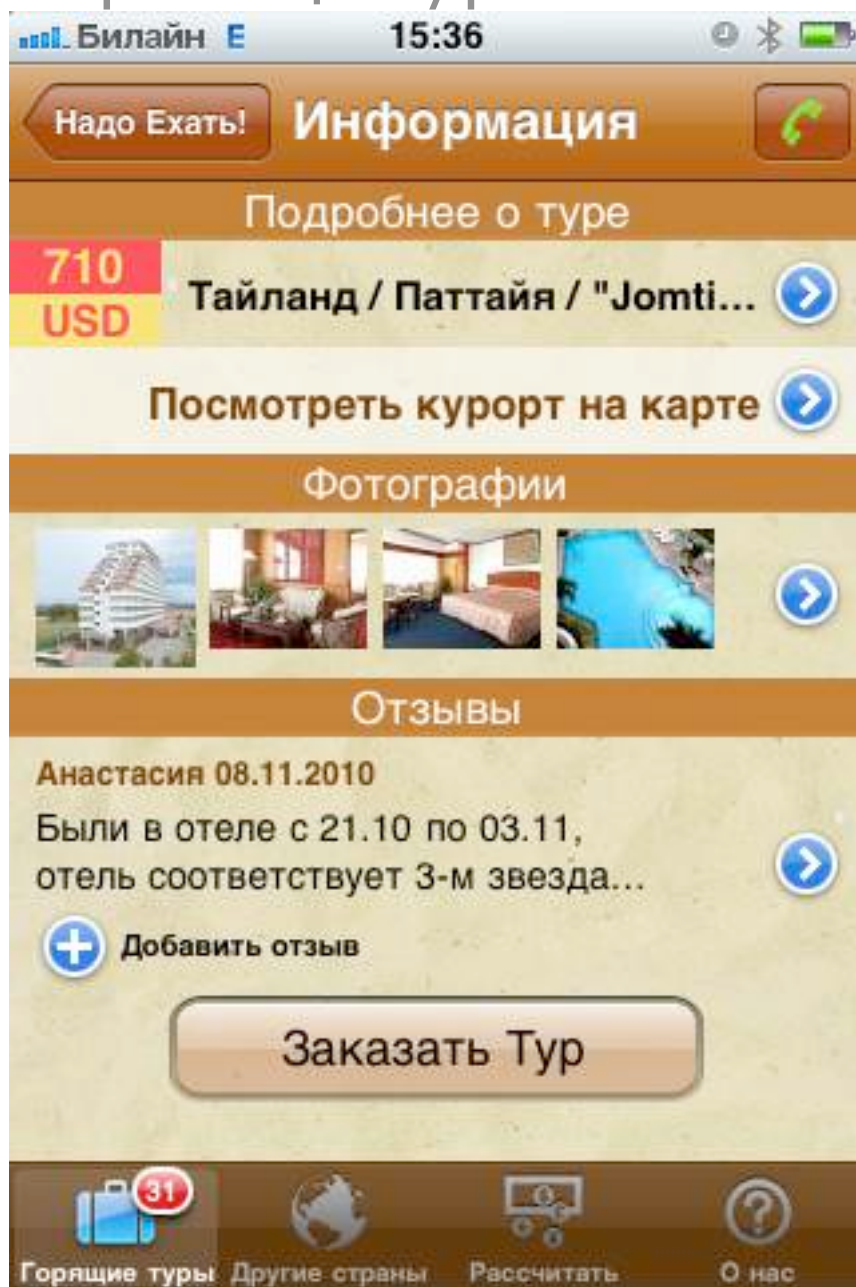 Билайн E 15:36
Надо Ехать! Информация
Подробнее о туре
710
USD
Тайланд / Паттайя / "Jomti...
Посмотреть курорт на карте
Фотографии
Отзывы
Анастасия 08.11.2010
Были в отеле с 21.10 по 03.11,
отель соответствует 3-м звезда...
Добавить отзыв
Заказать Тур
31
Горящие туры Другие страны Рассчитать О нас